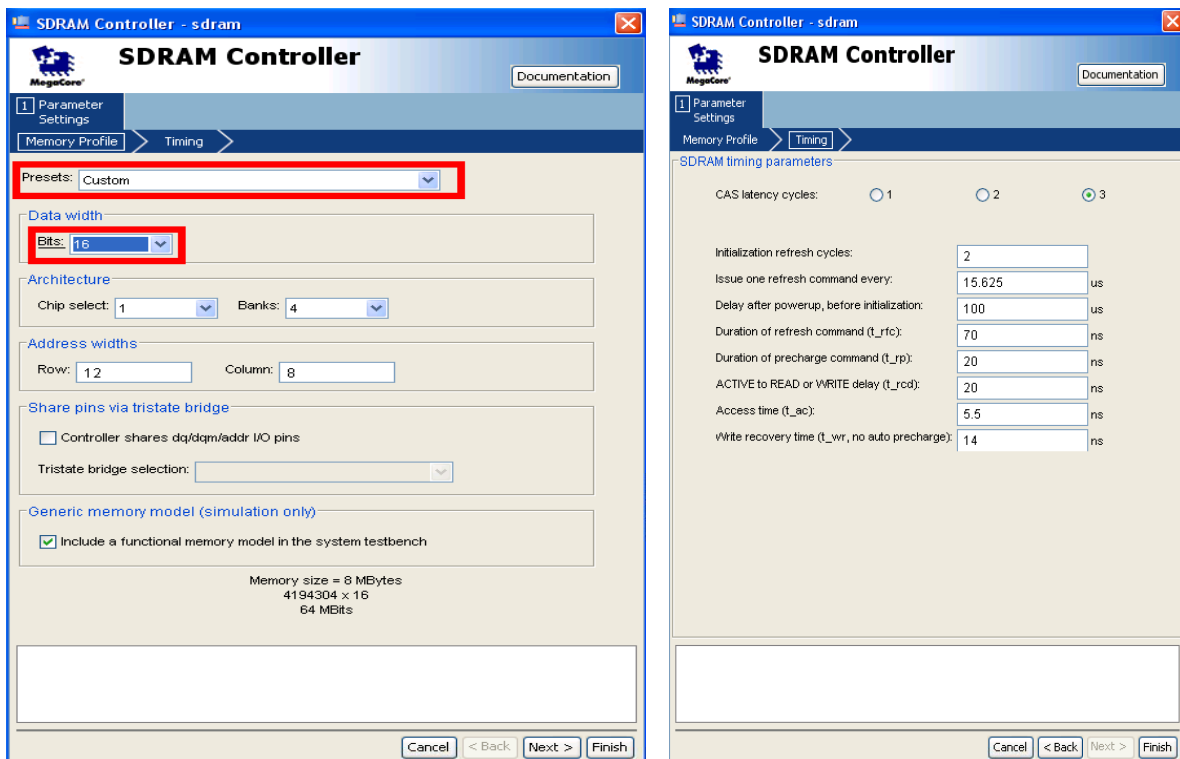 SDRAM Controller - sdram
SDRAM Controller
MegaCore'
Documentation
1 Parameter
Settings
Memory Profile
Timing
Presets: Custom
Data width
Bits: 16
Architecture
Chip select: 1 Banks: 4
Address widths
Row: 12 Column: 8
Share pins via tristate bridge
Controller shares dq/dqm/addr I/O pins
Tristate bridge selection:
Generic memory model (simulation only)
Include a functional memory model in the system testbench
Memory size = 8 MBytes
4194304 x 16
64 MBits
Cancel < Back Next > Finish
SDRAM Controller - sdram
SDRAM Controller
MegaCore'
Documentation
1 Parameter
Settings
Memory Profile
Timing
SDRAM timing parameters
CAS latency cycles: 1 2 3
Initialization refresh cycles: 2
Issue one refresh command every: 15.625 us
Delay after powerup, before initialization: 100 us
Duration of refresh command (t_rfc): 70 ns
Duration of precharge command (t_rp): 20 ns
ACTIVE to READ or WRITE delay (t_rcd): 20 ns
Access time (t_ac): 5.5 ns
Write recovery time (t_wr, no auto precharge): 14 ns
Cancel < Back Next > Finish